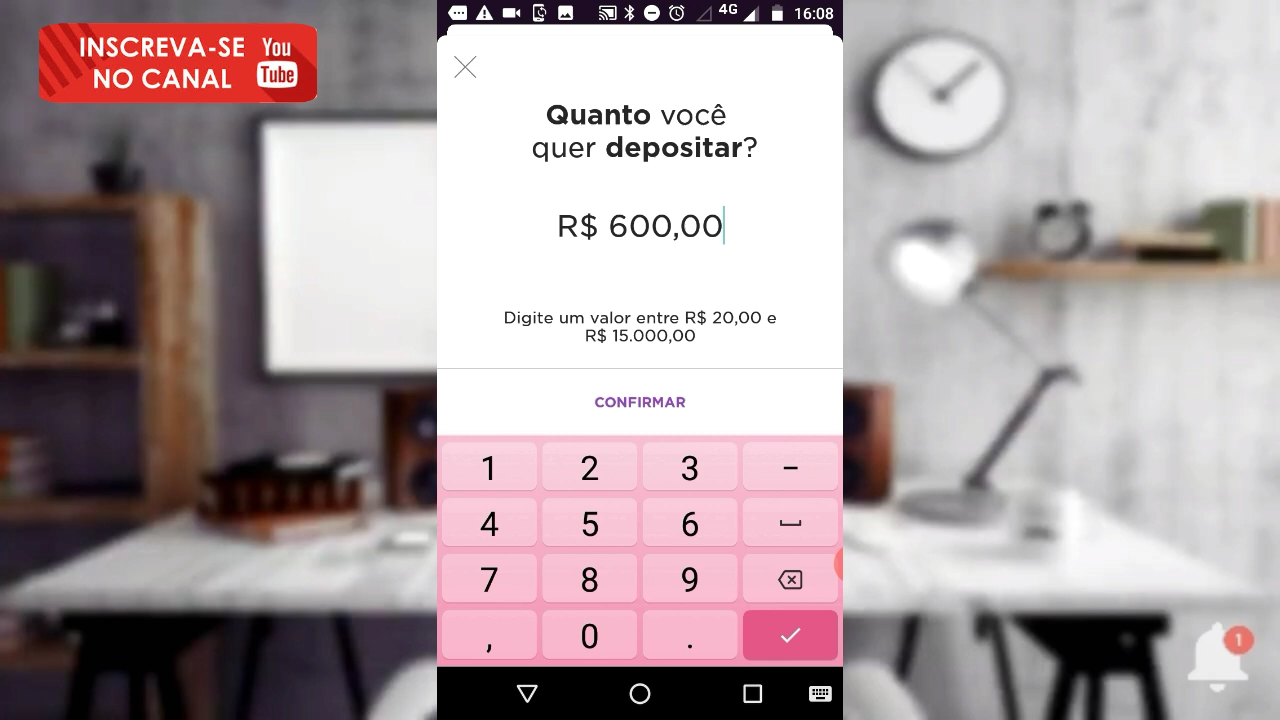 INSCREVA-SE
NO CANAL
You
Tube
4G
16:08
Quanto você
quer depositar?
R$ 600,00
Digite um valor entre R$ 20,00 e
R$ 15.000,00
CONFIRMAR
1 2 3 -
4 5 6
7 8 9
, 0 .
1